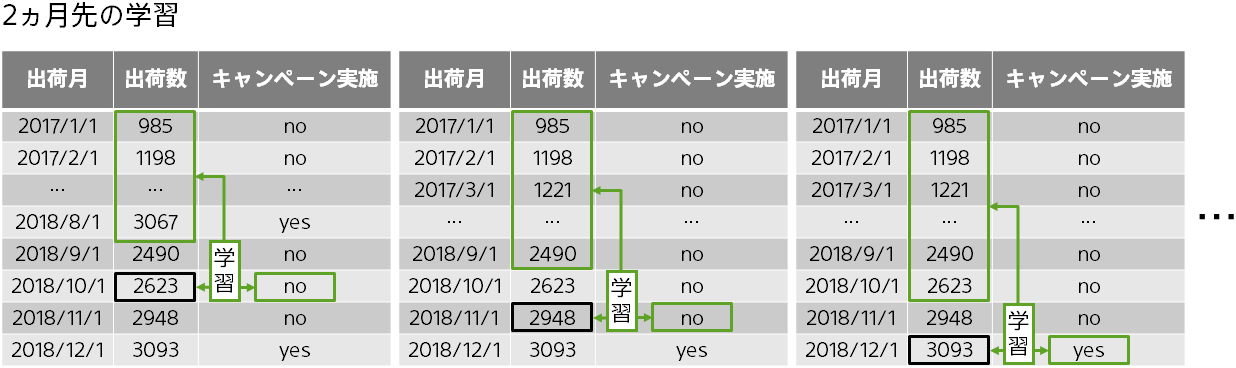 2ヵ月先の学習
出荷月 出荷数 キャンペーン実施
2017/1/1 985 no
2017/2/1 1198 no
… … …
2018/8/1 3067 yes
2018/9/1 2490 no
2018/10/1 2623 no
2018/11/1 2948 no
2018/12/1 3093 yes
学習
出荷月 出荷数 キャンペーン実施
2017/1/1 985 no
2017/2/1 1198 no
2017/3/1 1221 no
… … …
2018/9/1 2490 no
2018/10/1 2623 no
2018/11/1 2948 no
2018/12/1 3093 yes
学習
出荷月 出荷数 キャンペーン実施
2017/1/1 985 no
2017/2/1 1198 no
2017/3/1 1221 no
… … …
2018/9/1 2490 no
2018/10/1 2623 no
2018/11/1 2948 no
2018/12/1 3093 yes
学習
…